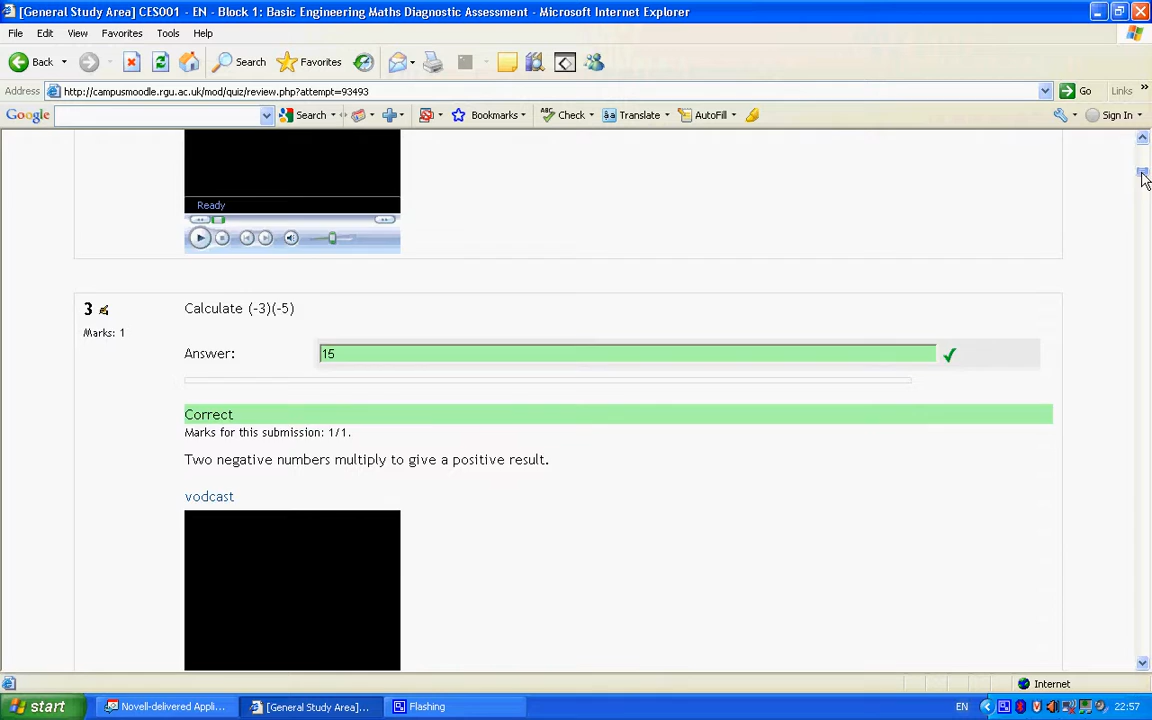 [General Study Area] CES001 - EN - Block 1: Basic Engineering Maths Diagnostic Assessment - Microsoft Internet Explorer
File Edit View Favorites Tools Help
Back Search Favorites
Address http://campusmoodle.rgu.ac.uk/mod/quiz/review.php?attempt=93493 Go Links »
Google Search Bookmarks Check Translate AutoFill Sign In
Ready
3 Calculate (-3)(-5)
Marks: 1
Answer: 15
Correct
Marks for this submission: 1/1.
Two negative numbers multiply to give a positive result.
vodcast
Internet
start Novell-delivered Appli... [General Study Area]... Flashing EN 22:57